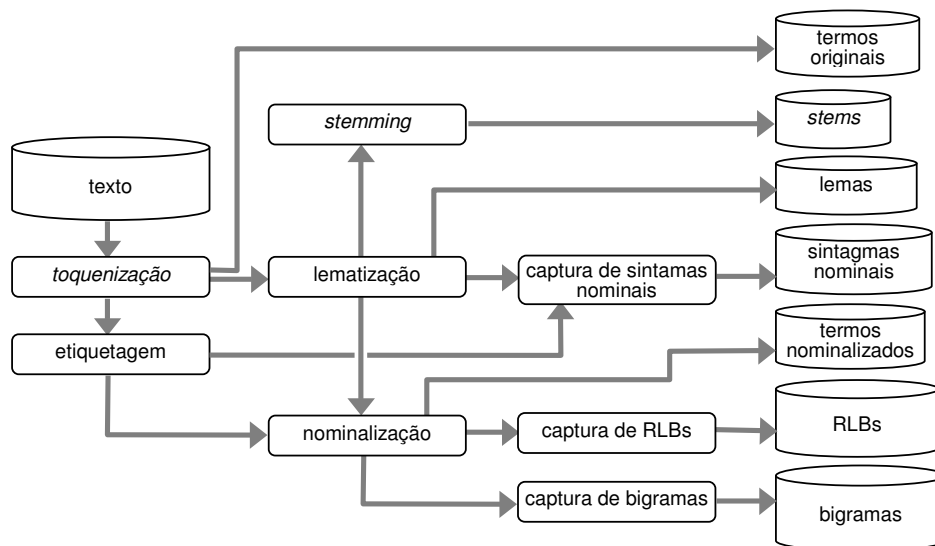 termos
originais
stemming
stems
texto
lemas
toquenização
lematização
captura de sintamas
nominais
sintagmas
nominais
etiquetagem
termos
nominalizados
nominalização
captura de RLBs
RLBs
captura de bigramas
bigramas